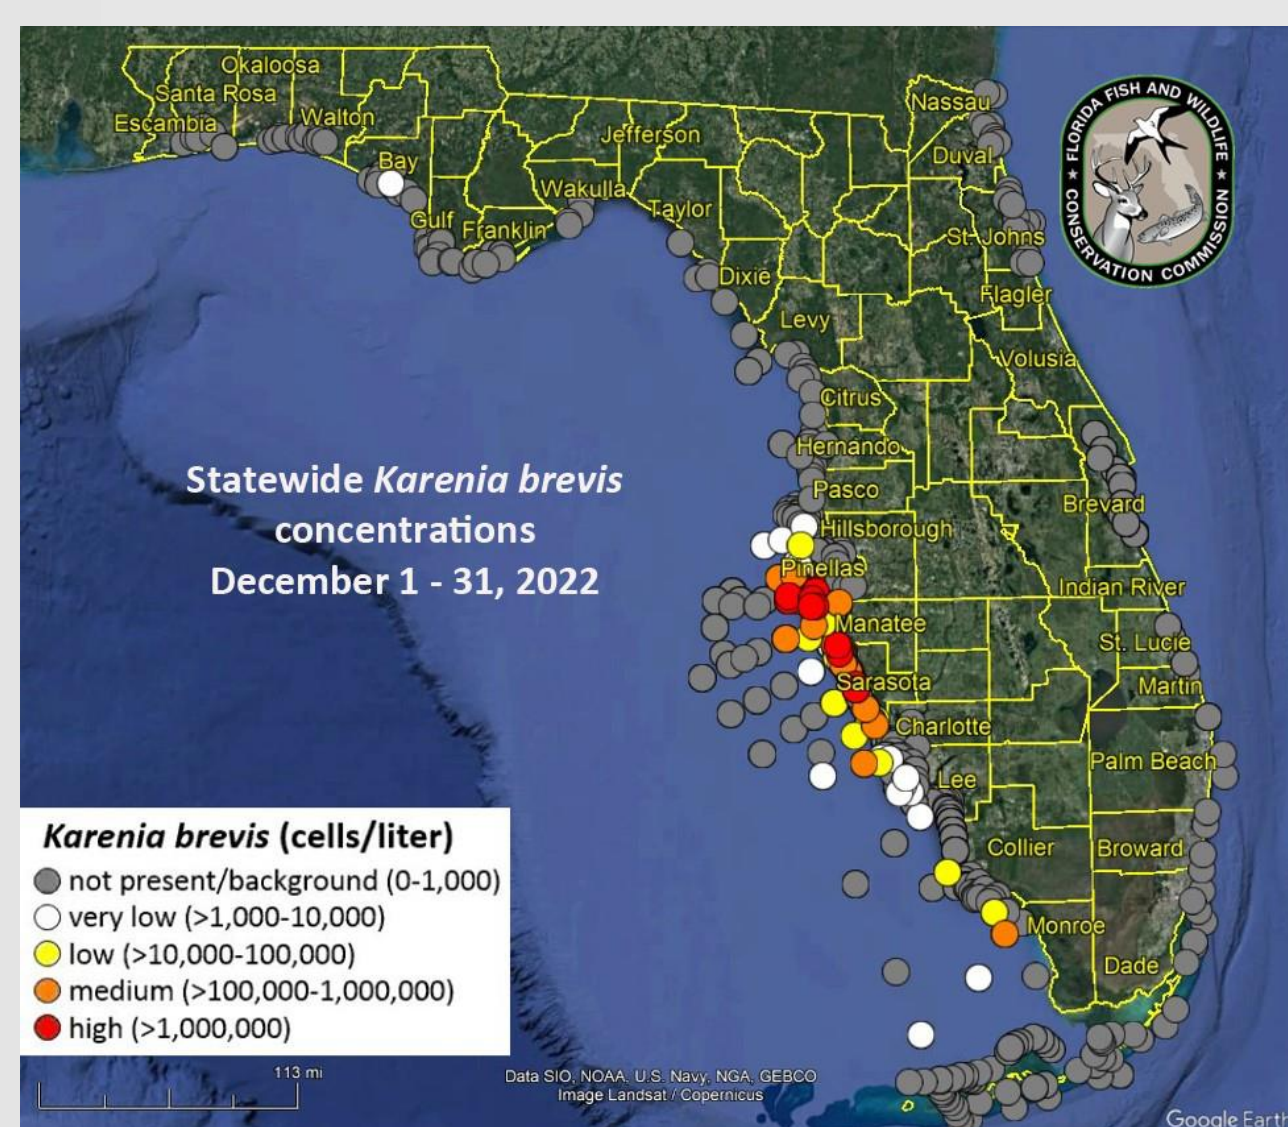 Okaloosa
Santa Rosa
Escambia
Walton
Bay
Gulf
Franklin
Jefferson
Wakulla
Taylor
Dixie
Levy
Nassau
Duval
St. Johns
Flagler
Volusia
Citrus
Hernando
Pasco
Hillsborough
Pinellas
Manatee
Sarasota
Charlotte
Lee
Collier
Monroe
Brevard
Indian River
St. Lucie
Martin
Palm Beach
Broward
Dade
★ FLORIDA FISH AND WILDLIFE ★
CONSERVATION COMMISSION
Statewide Karenia brevis
concentrations
December 1 - 31, 2022
Karenia brevis (cells/liter)
not present/background (0-1,000)
very low (>1,000-10,000)
low (>10,000-100,000)
medium (>100,000-1,000,000)
high (>1,000,000)
113 mi
Data SIO, NOAA, U.S. Navy, NGA, GEBCO
Image Landsat / Copernicus
Google Earth